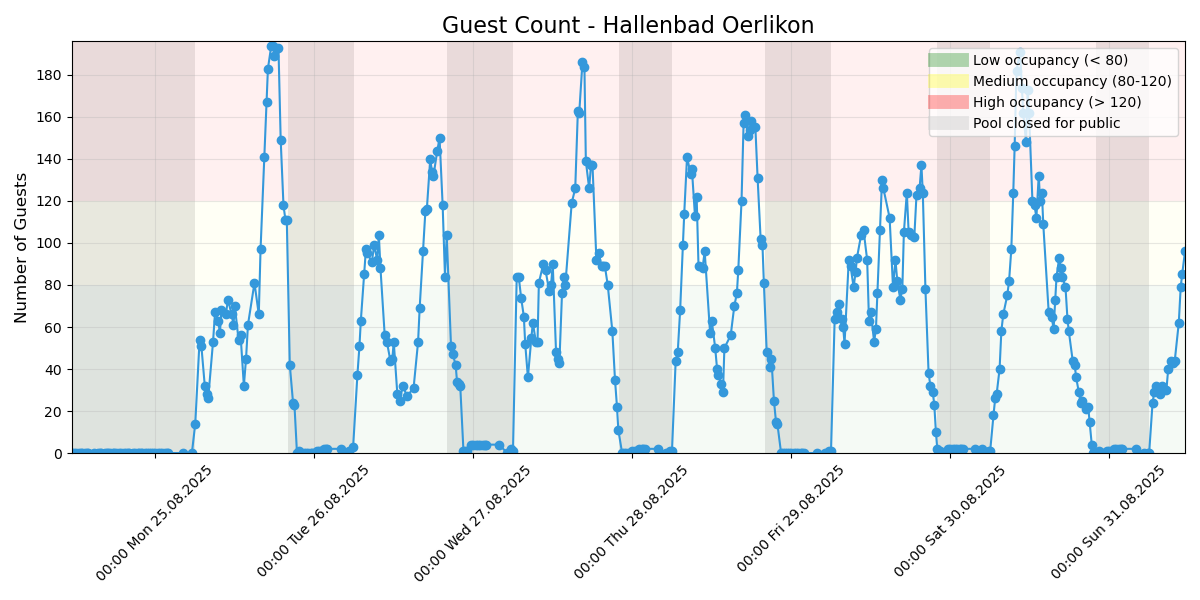 Guest Count - Hallenbad Oerlikon
Number of Guests
180
160
140
120
100
80
60
40
20
0
Low occupancy (< 80)
Medium occupancy (80-120)
High occupancy (> 120)
Pool closed for public
00:00 Mon 25.08.2025
00:00 Tue 26.08.2025
00:00 Wed 27.08.2025
00:00 Thu 28.08.2025
00:00 Fri 29.08.2025
00:00 Sat 30.08.2025
00:00 Sun 31.08.2025